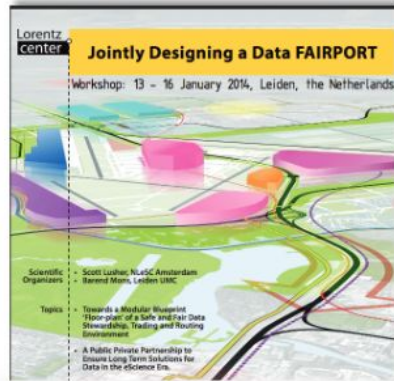 Lorentz
center
Jointly Designing a Data FAIRPORT
Workshop: 13 - 16 January 2014, Leiden, the Netherlands
Scientific Organizers
• Scott Lusher, NLeSC Amsterdam
• Barend Mons, Leiden UMC
Topics
• Towards a Modular Blueprint
'Floor-plan' of a Safe and Fair Data
Stewardship, Trading and Routing
Environment
• A Public Private Partnership to
Ensure Long Term Solutions for
Data in the eScience Era.